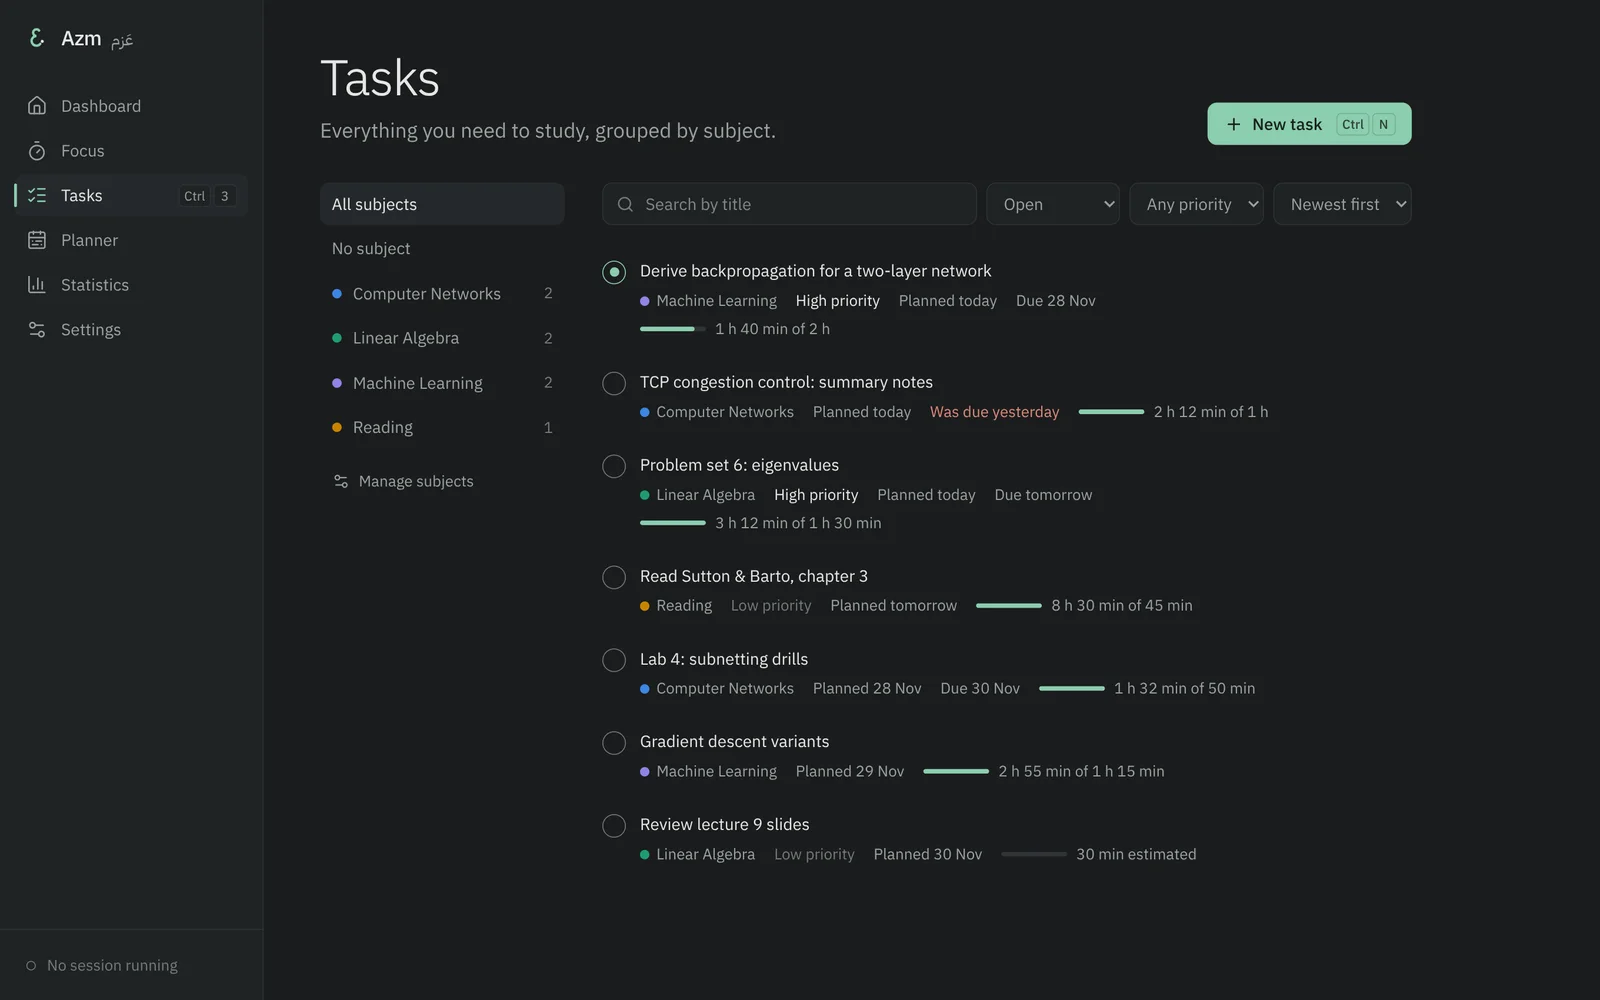 Azm عَزم
Dashboard
Focus
Tasks Ctrl 3
Planner
Statistics
Settings
No session running
Tasks
Everything you need to study, grouped by subject.
New task Ctrl N
All subjects
No subject
Computer Networks 2
Linear Algebra 2
Machine Learning 2
Reading 1
Manage subjects
Search by title Open Any priority Newest first
Derive backpropagation for a two-layer network
Machine Learning High priority Planned today Due 28 Nov
1 h 40 min of 2 h
TCP congestion control: summary notes
Computer Networks Planned today Was due yesterday 2 h 12 min of 1 h
Problem set 6: eigenvalues
Linear Algebra High priority Planned today Due tomorrow
3 h 12 min of 1 h 30 min
Read Sutton & Barto, chapter 3
Reading Low priority Planned tomorrow 8 h 30 min of 45 min
Lab 4: subnetting drills
Computer Networks Planned 28 Nov Due 30 Nov 1 h 32 min of 50 min
Gradient descent variants
Machine Learning Planned 29 Nov 2 h 55 min of 1 h 15 min
Review lecture 9 slides
Linear Algebra Low priority Planned 30 Nov 30 min estimated